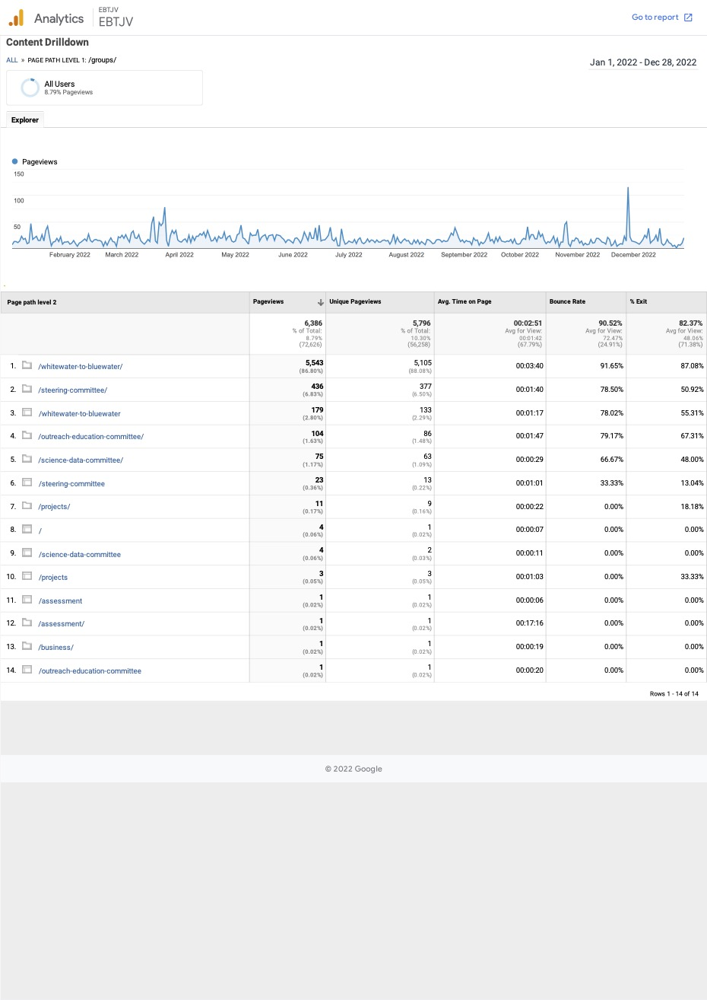 Analytics
EBTJV
EBTJV
Go to report
Content Drilldown
ALL » PAGE PATH LEVEL 1: /groups/
Jan 1, 2022 - Dec 28, 2022
All Users
8.79% Pageviews
Explorer
Pageviews
150
100
50
February 2022 March 2022 April 2022 May 2022 June 2022 July 2022 August 2022 September 2022 October 2022 November 2022 December 2022
Page path level 2 Pageviews Unique Pageviews Avg. Time on Page Bounce Rate % Exit
6,386 5,796 00:02:51 90.52% 82.37%
% of Total: % of Total: Avg for View: Avg for View: Avg for View:
8.79% 10.30% 00:01:42 72.47% 48.06%
(72,626) (56,258) (67.79%) (24.91%) (71.38%)
1. /whitewater-to-bluewater/ 5,543 5,105 00:03:40 91.65% 87.08%
(86.80%) (88.08%)
2. /steering-committee/ 436 377 00:01:40 78.50% 50.92%
(6.83%) (6.50%)
3. /whitewater-to-bluewater 179 133 00:01:17 78.02% 55.31%
(2.80%) (2.29%)
4. /outreach-education-committee/ 104 86 00:01:47 79.17% 67.31%
(1.63%) (1.48%)
5. /science-data-committee/ 75 63 00:00:29 66.67% 48.00%
(1.17%) (1.09%)
6. /steering-committee 23 13 00:01:01 33.33% 13.04%
(0.36%) (0.22%)
7. /projects/ 11 9 00:00:22 0.00% 18.18%
(0.17%) (0.16%)
8. / 4 1 00:00:07 0.00% 0.00%
(0.06%) (0.02%)
9. /science-data-committee 4 2 00:00:11 0.00% 0.00%
(0.06%) (0.03%)
10. /projects 3 3 00:01:03 0.00% 33.33%
(0.05%) (0.05%)
11. /assessment 1 1 00:00:06 0.00% 0.00%
(0.02%) (0.02%)
12. /assessment/ 1 1 00:17:16 0.00% 0.00%
(0.02%) (0.02%)
13. /business/ 1 1 00:00:19 0.00% 0.00%
(0.02%) (0.02%)
14. /outreach-education-committee 1 1 00:00:20 0.00% 0.00%
(0.02%) (0.02%)
Rows 1 - 14 of 14
© 2022 Google